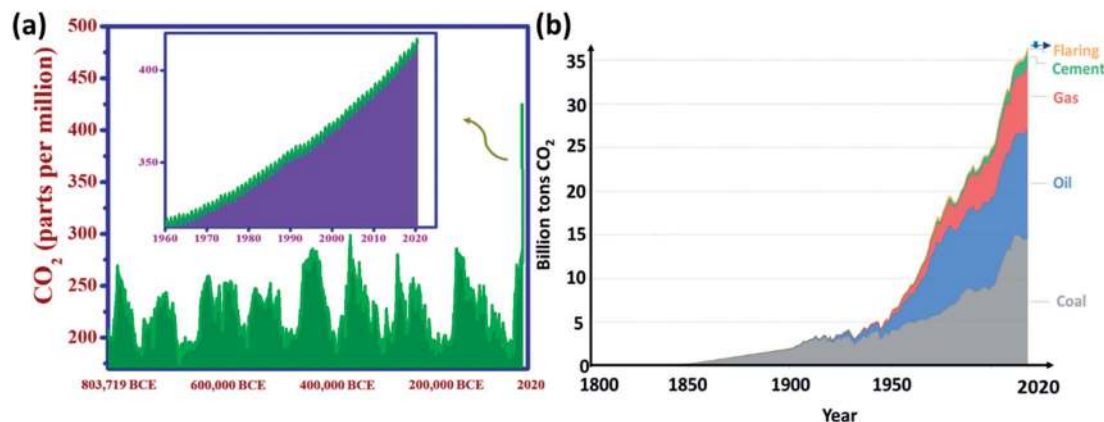 (a)
CO2 (parts per million)
500
450
400
350
300
250
200
400
350
1960 1970 1980 1990 2000 2010 2020
803,719 BCE 600,000 BCE 400,000 BCE 200,000 BCE 2020
(b)
Billion tons CO2
35
30
25
20
15
10
5
0
1800 1850 1900 1950 2020
Year
Flaring
Cement
Gas
Oil
Coal